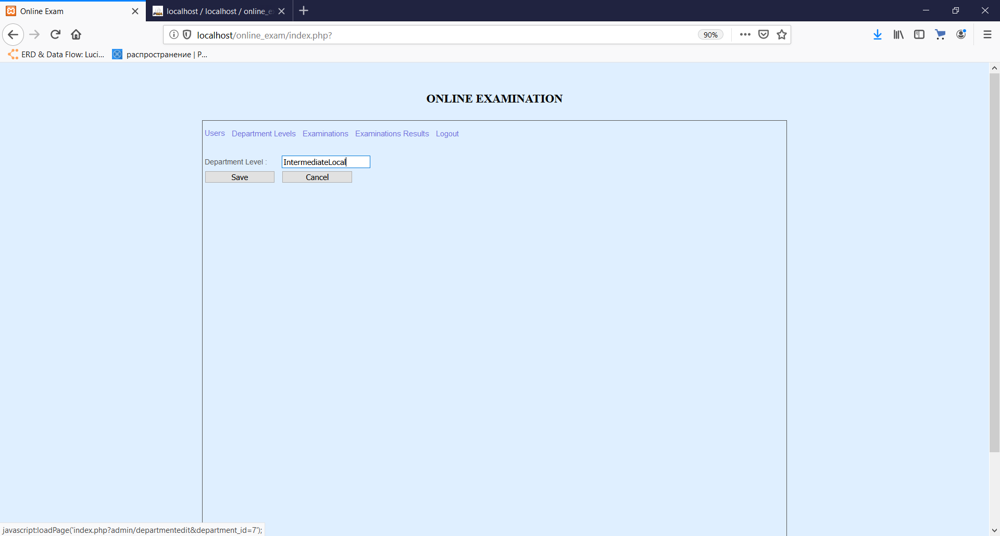 Online Exam
localhost / localhost / online_e
localhost/online_exam/index.php?
90%
ERD & Data Flow: Luci...
распространение | P...
ONLINE EXAMINATION
Users Department Levels Examinations Examinations Results Logout
Department Level : IntermediateLocal
Save Cancel
javascript:loadPage('index.php?admin/departmentedit&department_id=7');